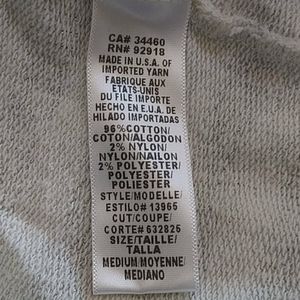 CA# 34460
RN# 92918
MADE IN U.S.A. OF
IMPORTED YARN
FABRIQUE AUX
ETATS-UNIS
DU FILE IMPORTE
HECHO EN E.U.A. DE
HILADO IMPORTADO
96%COTTON/
COTON/ALGODON
2% NYLON/
NYLON/NAILON
2% POLYESTER/
POLYESTER/
POLIESTER
STYLE/MODELLE/
ESTILO# 13965
CUT/COUPE/
CORTE# 632826
SIZE/TAILLE/
TALLA
MEDIUM/MOYENNE/
MEDIANO